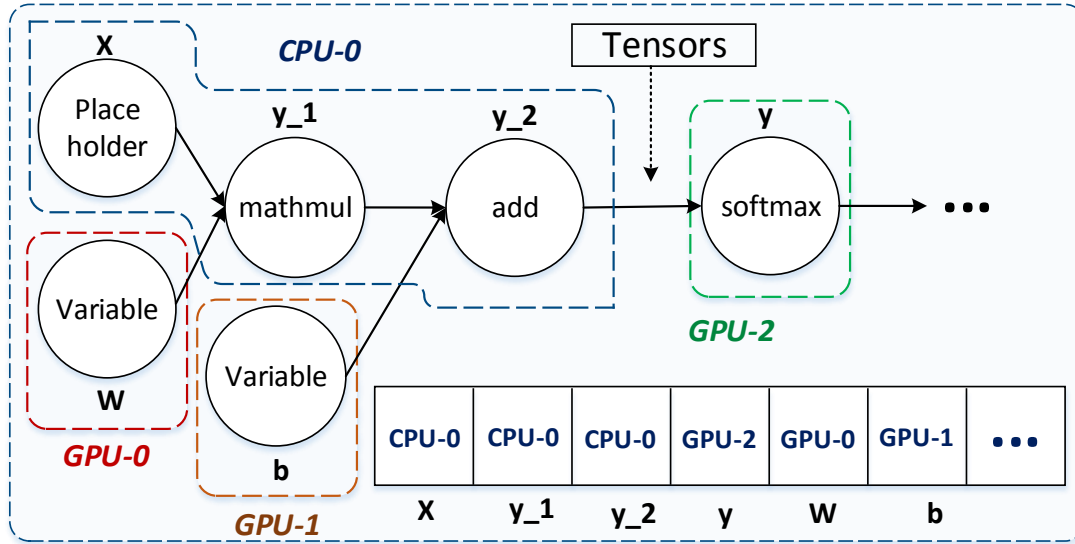 X
CPU-0
Tensors
Place
holder
y_1
y_2
y
mathmul
add
softmax
...
Variable
W
GPU-0
Variable
b
GPU-1
GPU-2
CPU-0 CPU-0 CPU-0 GPU-2 GPU-0 GPU-1 ...
X y_1 y_2 y W b